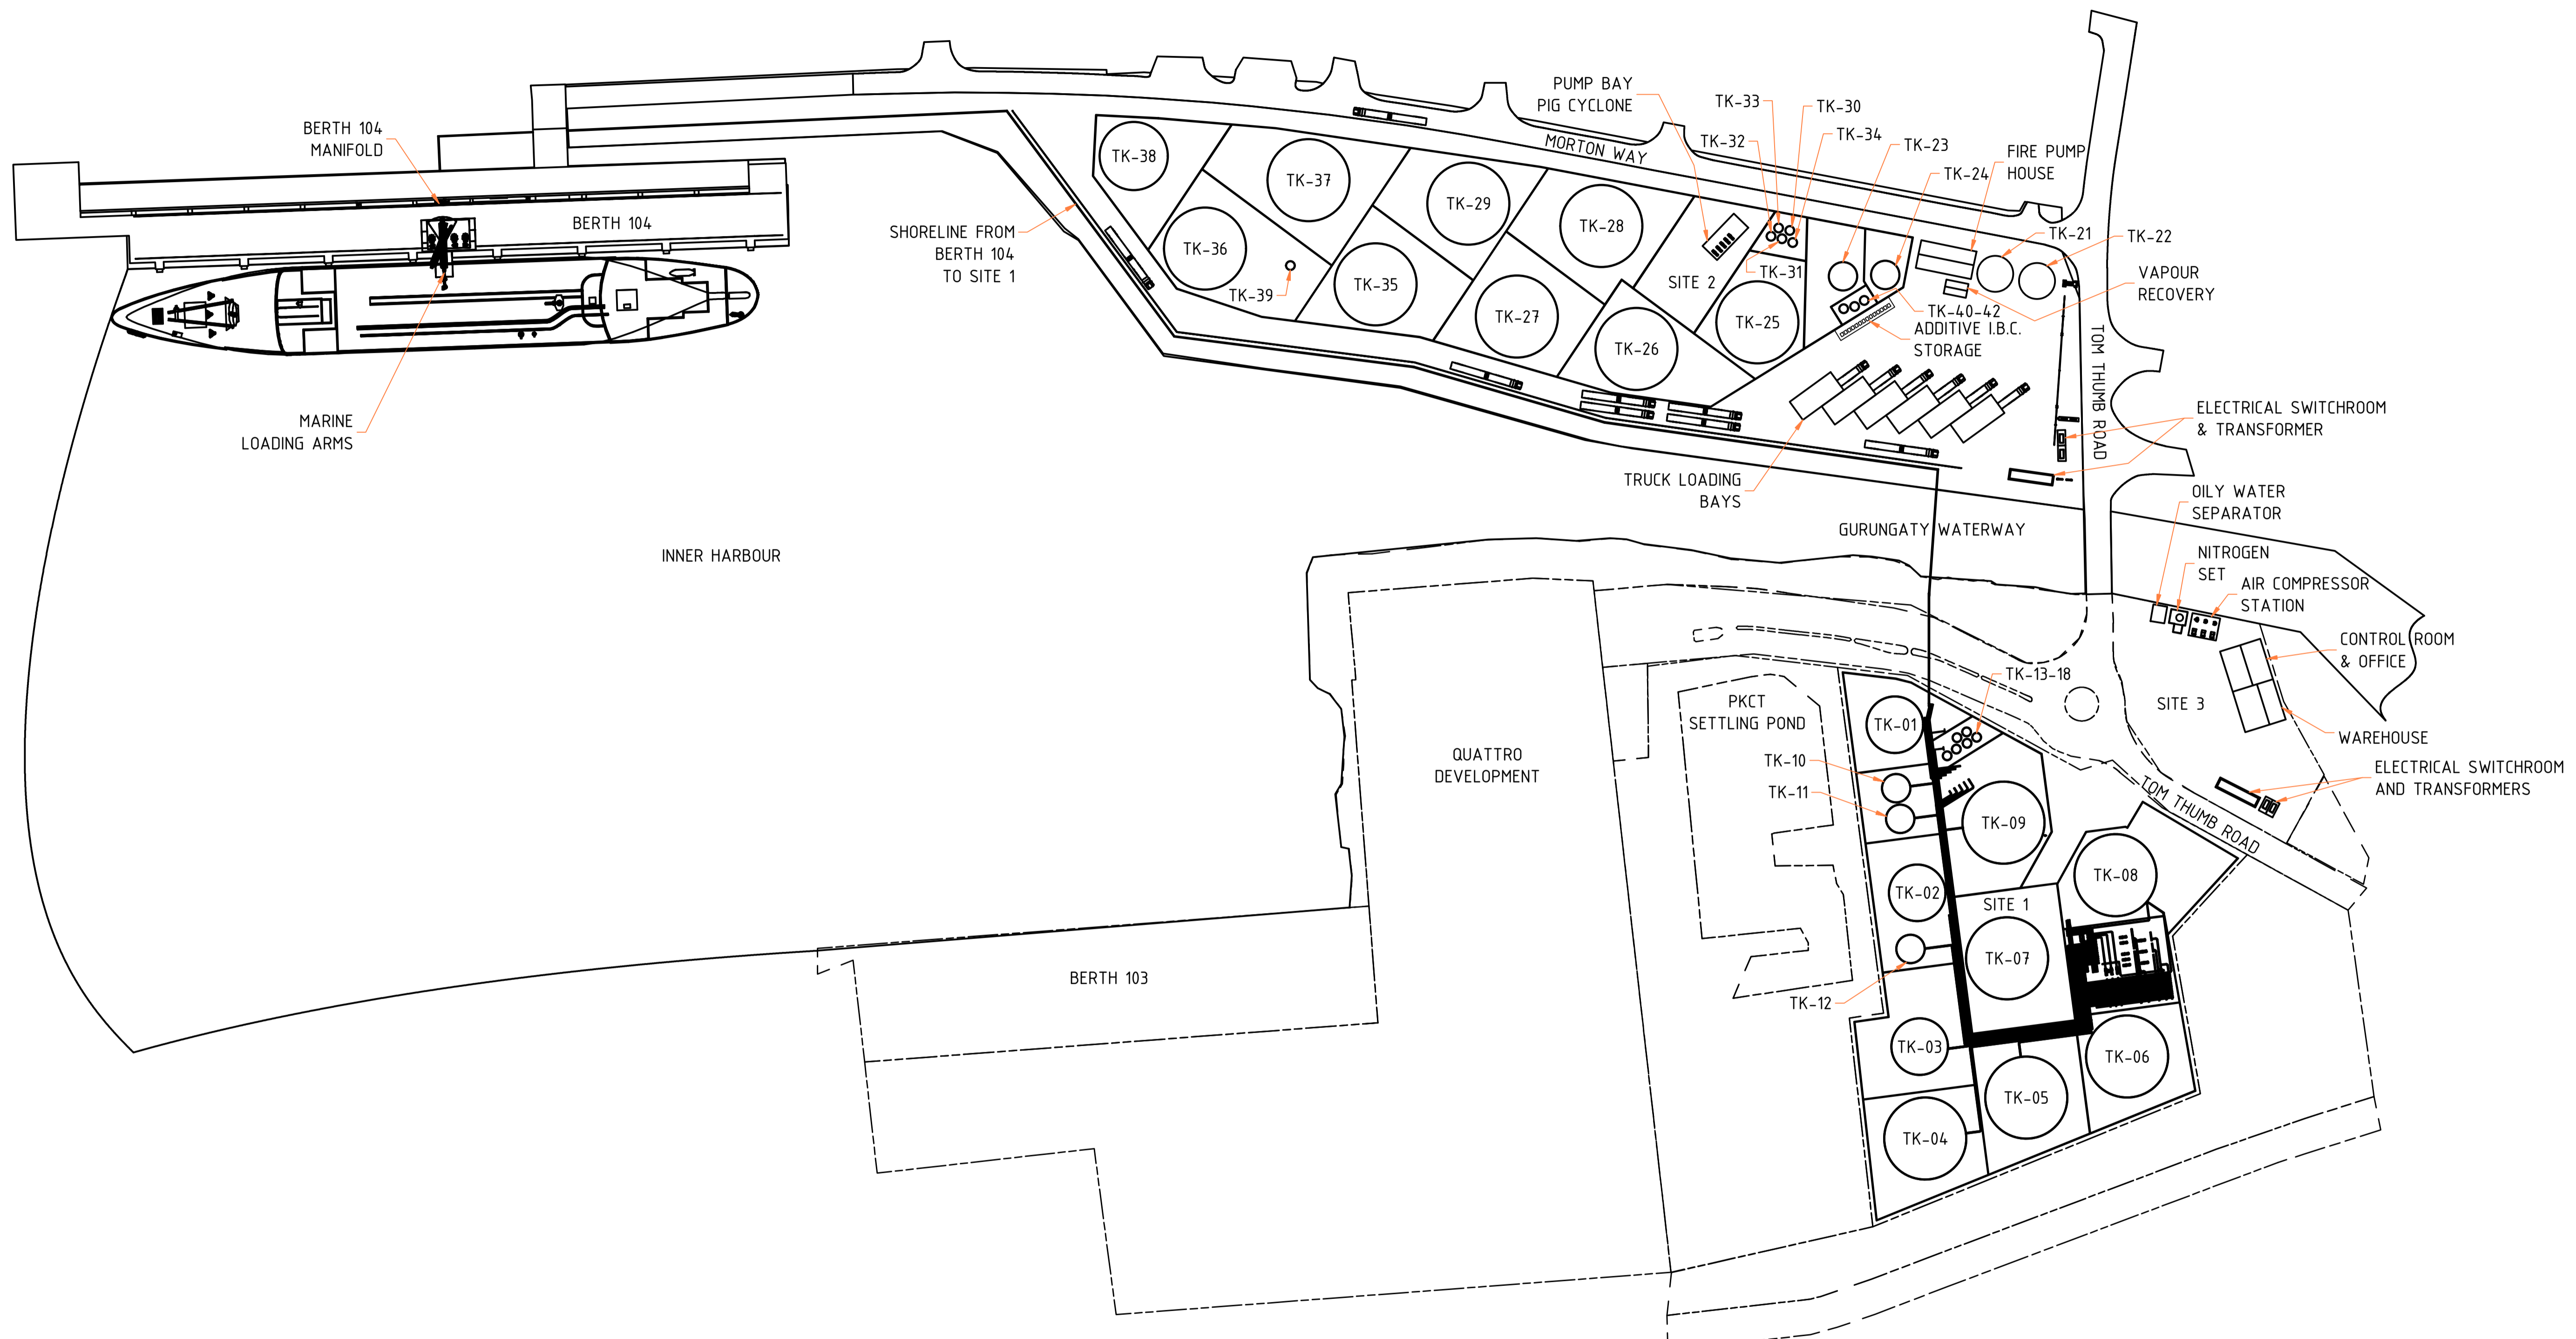 BERTH 104
MANIFOLD
BERTH 104
MARINE
LOADING ARMS
INNER HARBOUR
SHORELINE FROM
BERTH 104
TO SITE 1
TK-38
TK-37
TK-36
TK-39
TK-29
TK-35
TK-28
TK-27
TK-26
MORTON WAY
PUMP BAY
PIG CYCLONE
TK-33
TK-30
TK-32
TK-34
TK-31
TK-23
TK-24
FIRE PUMP
HOUSE
TK-21
TK-22
VAPOUR
RECOVERY
SITE 2
TK-25
TK-40-42
ADDITIVE I.B.C.
STORAGE
TOM THUMB ROAD
TRUCK LOADING
BAYS
ELECTRICAL SWITCHROOM
& TRANSFORMER
GURUNGATY WATERWAY
OILY WATER
SEPARATOR
NITROGEN
SET
AIR COMPRESSOR
STATION
CONTROL ROOM
& OFFICE
SITE 3
WAREHOUSE
ELECTRICAL SWITCHROOM
AND TRANSFORMERS
TOM THUMB ROAD
PKCT
SETTLING POND
QUATTRO
DEVELOPMENT
BERTH 103
TK-13-18
TK-01
TK-10
TK-11
TK-09
TK-02
TK-08
SITE 1
TK-07
TK-12
TK-03
TK-06
TK-05
TK-04